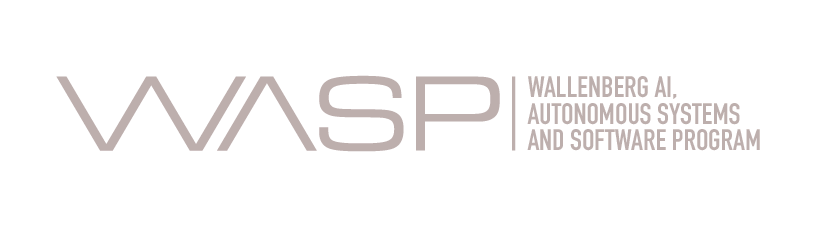 WASP
WALLENBERG AI,
AUTONOMOUS SYSTEMS
AND SOFTWARE PROGRAM